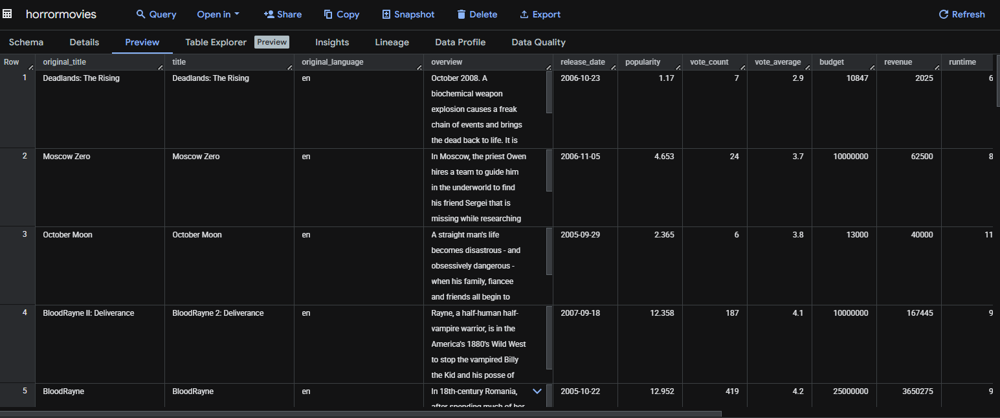 horrormovies Query Open in Share Copy Snapshot Delete Export Refresh
Schema Details Preview Table Explorer Preview Insights Lineage Data Profile Data Quality
Row original_title title original_language overview release_date popularity vote_count vote_average budget revenue runtime
1 Deadlands: The Rising Deadlands: The Rising en October 2008. A 2006-10-23 1.17 7 2.9 10847 2025 6
biochemical weapon
explosion causes a freak
chain of events and brings
the dead back to life. It is
2 Moscow Zero Moscow Zero en In Moscow, the priest Owen 2006-11-05 4.653 24 3.7 10000000 62500 8
hires a team to guide him
in the underworld to find
his friend Sergei that is
missing while researching
3 October Moon October Moon en A straight man's life 2005-09-29 2.365 6 3.8 13000 40000 11
becomes disastrous - and
obsessively dangerous -
when his family, fiancee
and friends all begin to
4 BloodRayne II: Deliverance BloodRayne 2: Deliverance en Rayne, a half-human half- 2007-09-18 12.358 187 4.1 10000000 167445 9
vampire warrior, is in the
America's 1880's Wild West
to stop the vampired Billy
the Kid and his posse of
5 BloodRayne BloodRayne en In 18th-century Romania, 2005-10-22 12.952 419 4.2 25000000 3650275 9
after spending much of her